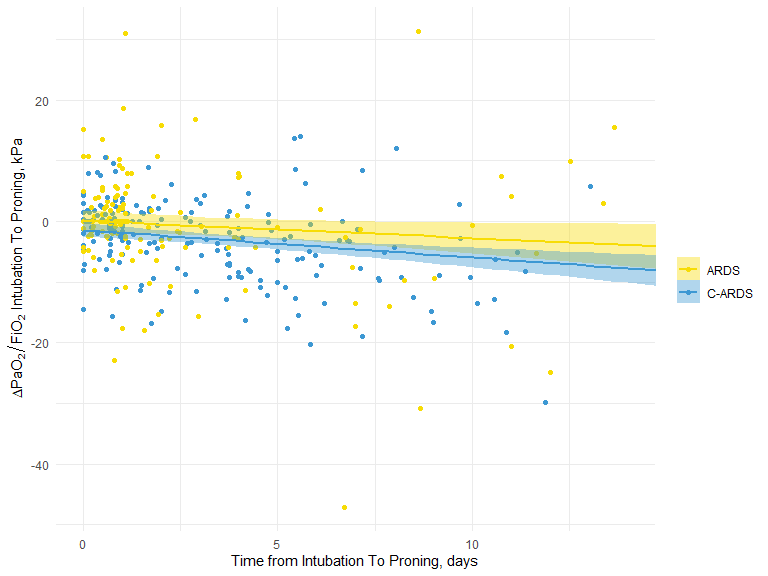 ΔPaO₂/FiO₂ Intubation To Proning, kPa
20
0
-20
-40
0
5
10
Time from Intubation To Proning, days
ARDS
C-ARDS